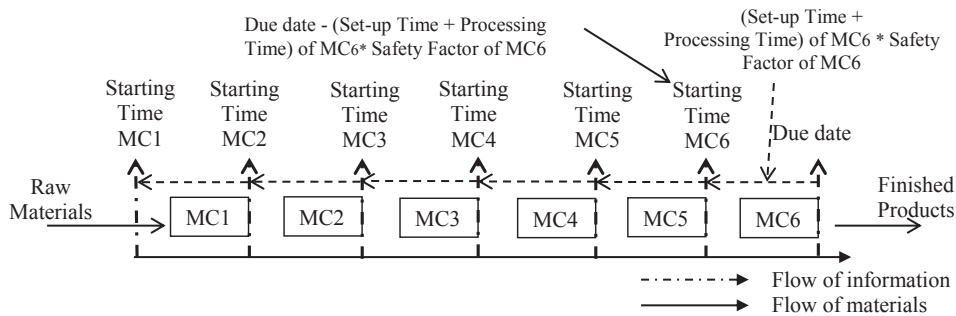 Due date - (Set-up Time + Processing
Time) of MC6* Safety Factor of MC6
(Set-up Time +
Processing Time) of MC6 * Safety
Factor of MC6
Starting
Time
MC1
Starting
Time
MC2
Starting
Time
MC3
Starting
Time
MC4
Starting
Time
MC5
Starting
Time
MC6
Due date
Raw
Materials
MC1
MC2
MC3
MC4
MC5
MC6
Finished
Products
Flow of information
Flow of materials